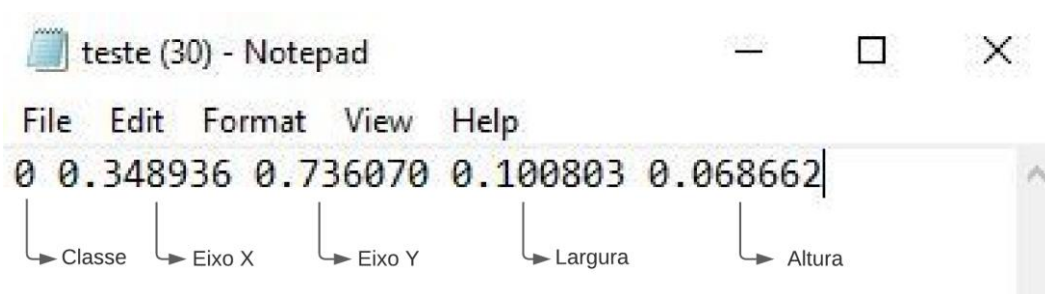 teste (30) - Notepad
File Edit Format View Help
0 0.348936 0.736070 0.100803 0.068662
Classe Eixo X Eixo Y Largura Altura